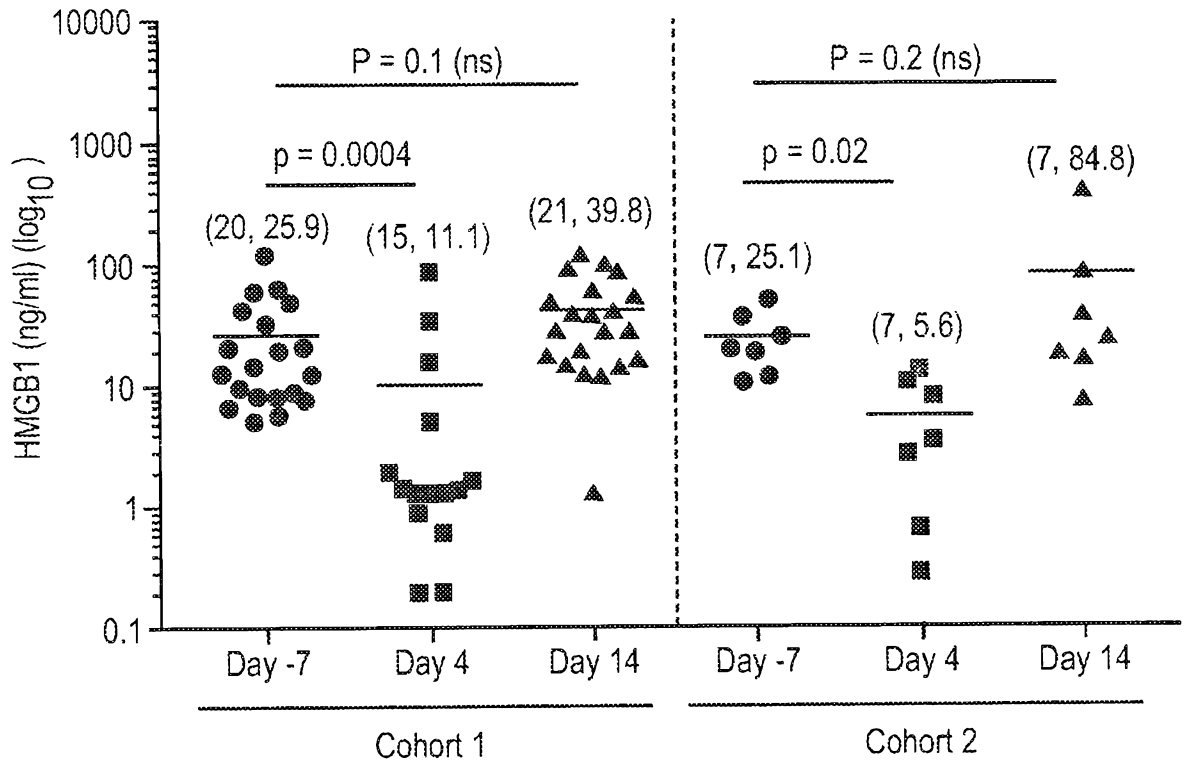 HMGB1 (ng/ml) (log10)
10000
1000
100
10
1
0.1
P = 0.1 (ns)
p = 0.0004
(20, 25.9)
(15, 11.1)
(21, 39.8)
P = 0.2 (ns)
p = 0.02
(7, 25.1)
(7, 5.6)
(7, 84.8)
Day -7
Day 4
Day 14
Day -7
Day 4
Day 14
Cohort 1
Cohort 2